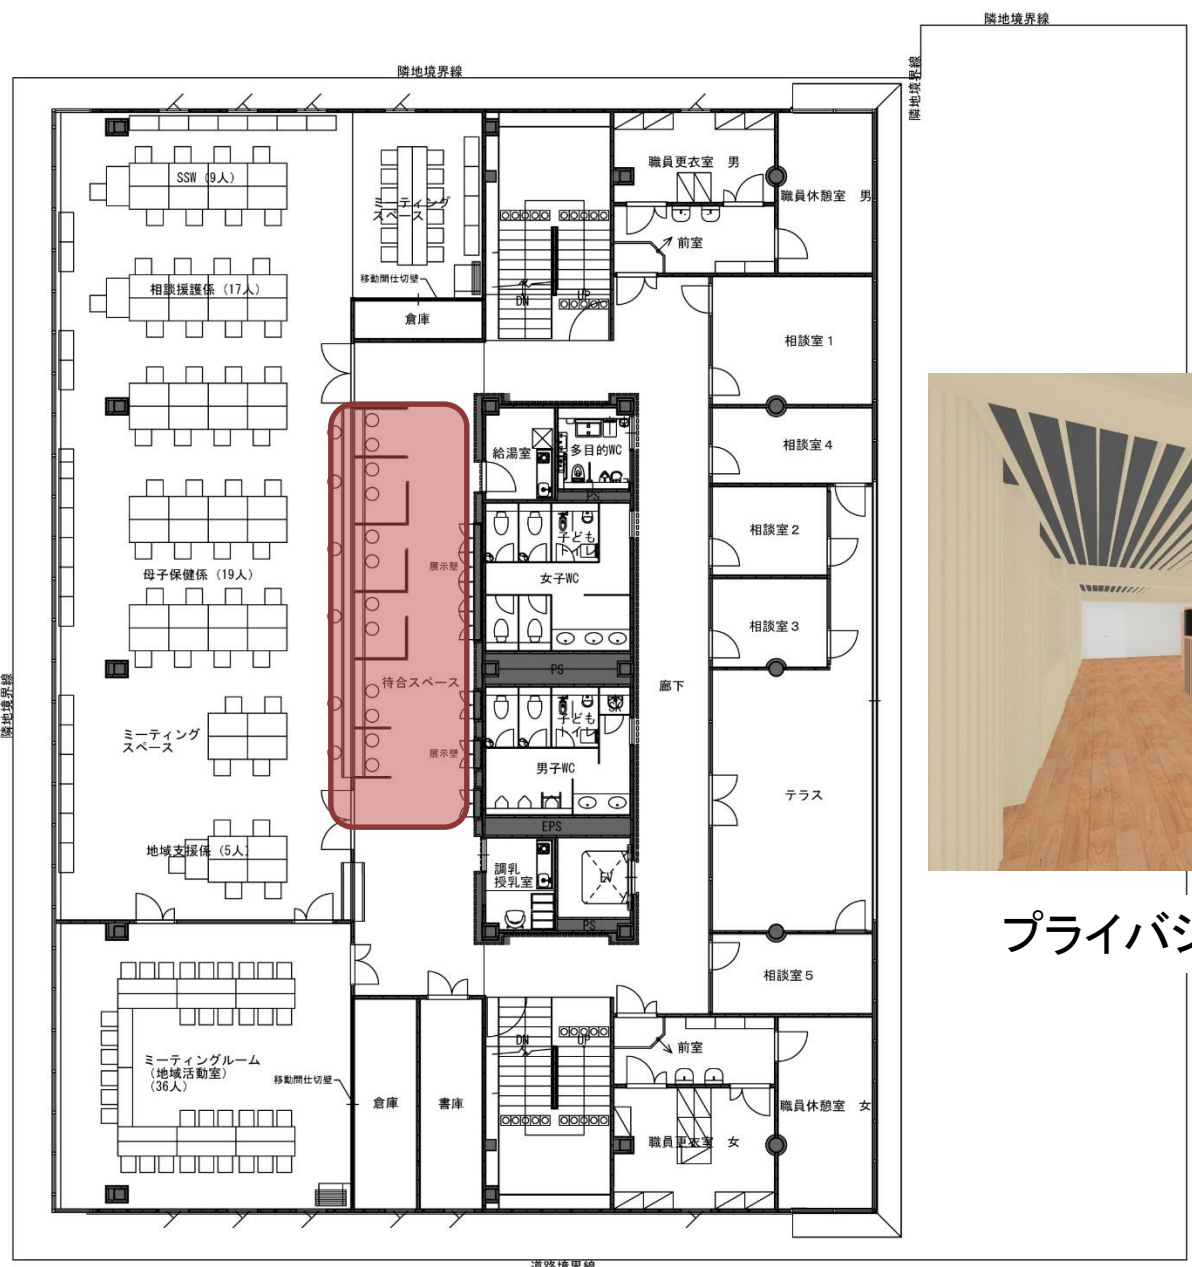 隣地境界線
隣地境界線
隣地境界線
SSW (9人)
ミーティング
スペース
職員更衣室 男
職員休憩室 男
前室
相談援護係 (17人)
移動間仕切壁
倉庫
DN
UP
相談室1
給湯室
多目的WC
相談室4
PS
子ども
トイレ
相談室2
展示壁
母子保健係 (19人)
女子WC
相談室3
PS
待合スペース
廊下
隣地境界線
SK
子ども
トイレ
ミーティング
スペース
展示壁
男子WC
テラス
EPS
地域支援係 (5人)
調乳
授乳室
EV
PS
プライバシ
相談室5
DN
UP
前室
ミーティングルーム
(地域活動室)
(36人)
移動間仕切壁
倉庫
書庫
職員休憩室 女
職員更衣室 女
道路境界線